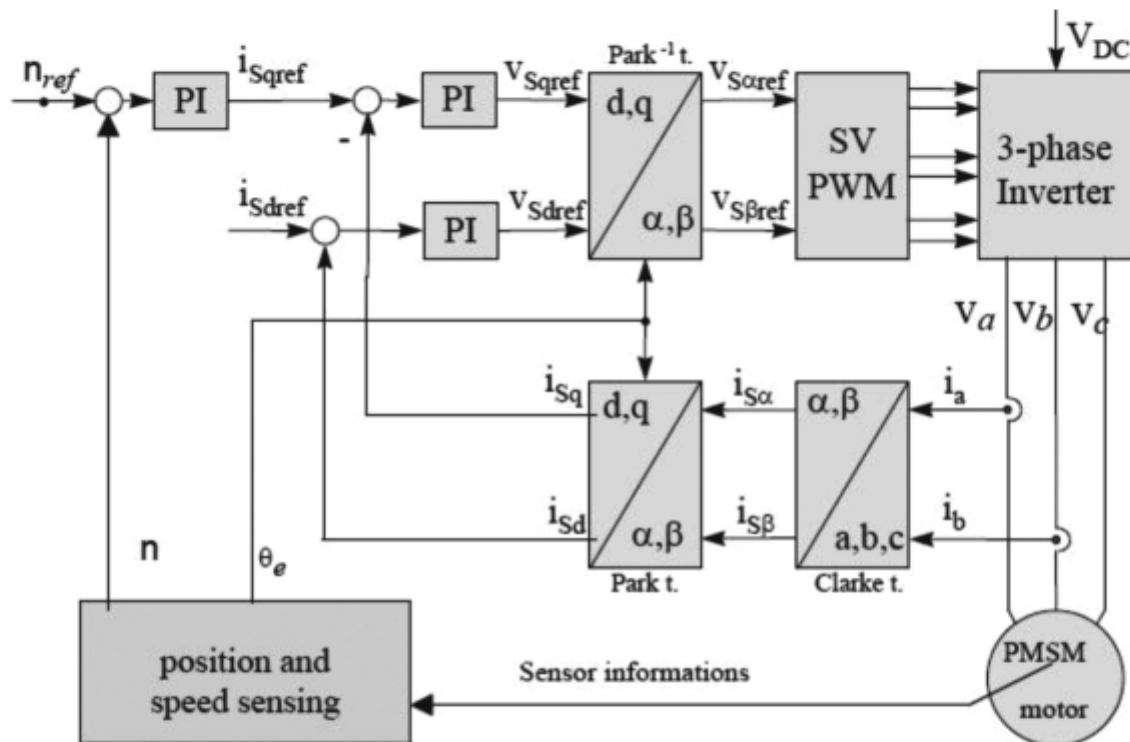 Park⁻¹ t.
V_DC
n_ref
i_Sqref
v_Sqref
v_Sαref
PI
PI
d,q
SV
PWM
3-phase
Inverter
-
i_Sdref
v_Sdref
v_Sβref
PI
α,β
v_a
v_b
v_c
i_Sq
d,q
i_Sα
α,β
i_a
i_Sd
α,β
i_Sβ
a,b,c
i_b
n
θ_e
Park t.
Clarke t.
position and
speed sensing
Sensor informations
PMSM
motor